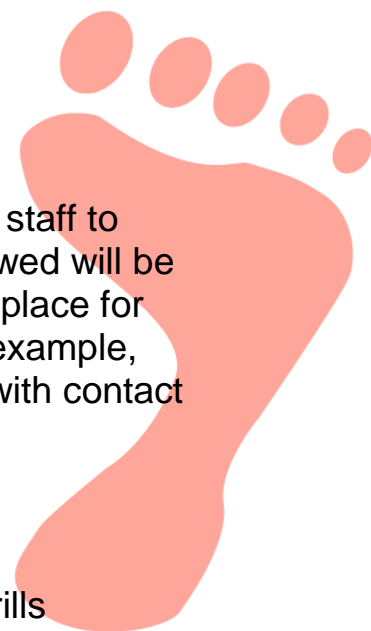 staff to
wed will be
place for
example,
with contact
rills